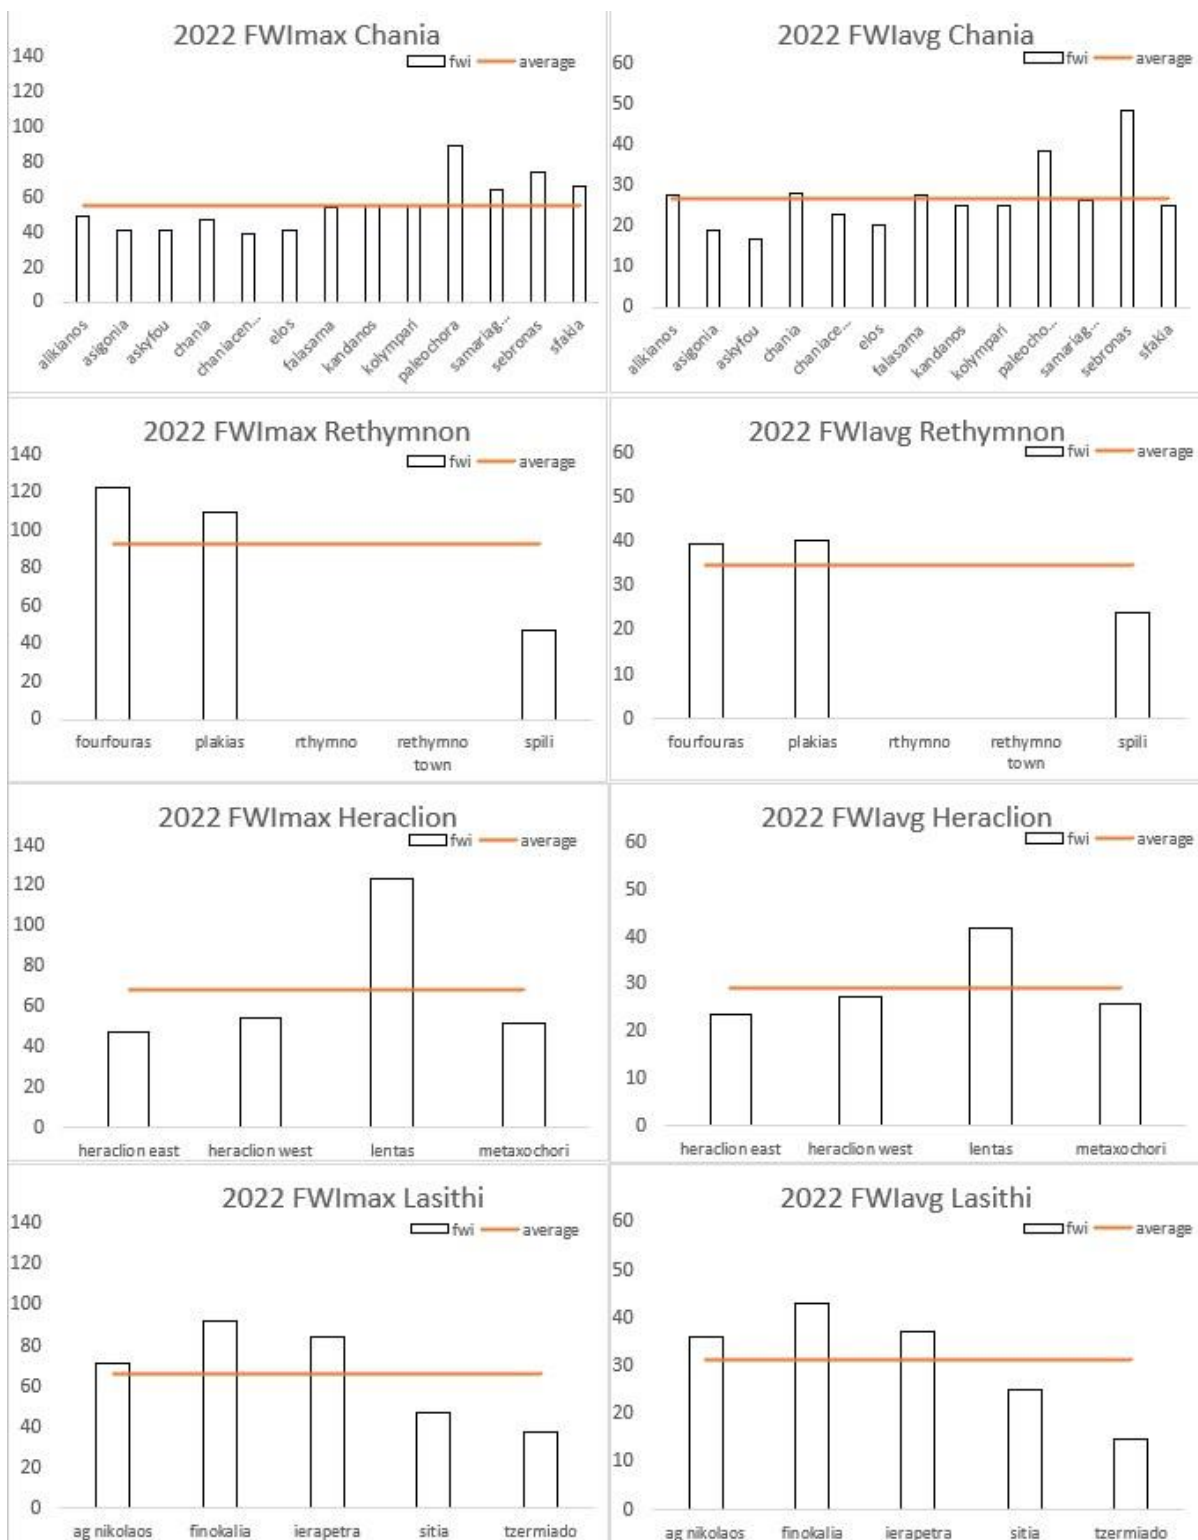 2022 FWImax Chania
fwi average
140
120
100
80
60
40
20
0
alikianos asigonia askyfou chania chaniacen... elos falasarna kandanos kolympari paleochora samariag... sebronas sfakia
2022 FWIavg Chania
fwi average
60
50
40
30
20
10
0
alikianos asigonia askyfou chania chaniace... elos falasarna kandanos kolympari paleocho... samariag... sebronas sfakia
2022 FWImax Rethymnon
fwi average
140
120
100
80
60
40
20
0
fourfouras plakias rthymno rethymno spili
town
2022 FWIavg Rethymnon
fwi average
60
50
40
30
20
10
0
fourfouras plakias rthymno rethymno spili
town
2022 FWImax Heraclion
fwi average
140
120
100
80
60
40
20
0
heraclion east heraclion west lentas metaxochori
2022 FWIavg Heraclion
fwi average
60
50
40
30
20
10
0
heraclion east heraclion west lentas metaxochori
2022 FWImax Lasithi
fwi average
140
120
100
80
60
40
20
0
ag nikolaos finokalia ierapetra sitia tzermiado
2022 FWIavg Lasithi
fwi average
60
50
40
30
20
10
0
ag nikolaos finokalia ierapetra sitia tzermiado